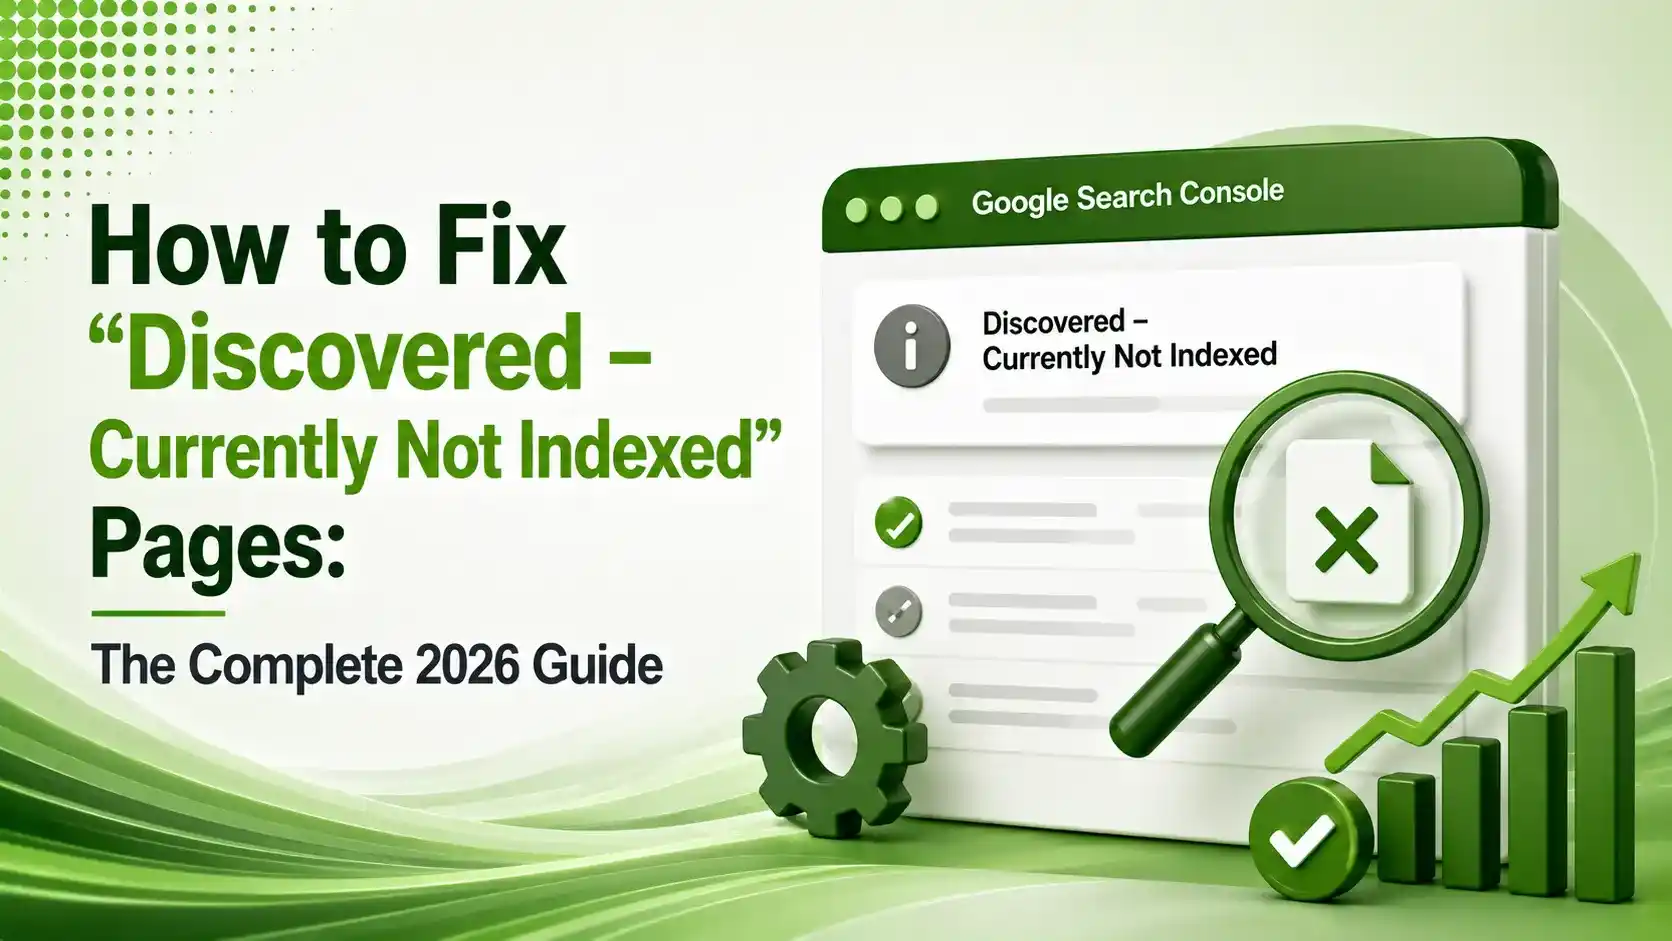 How to Fix
“Discovered –
Currently Not Indexed”
Pages:
The Complete 2026 Guide
Google Search Console
Discovered –
Currently Not Indexed